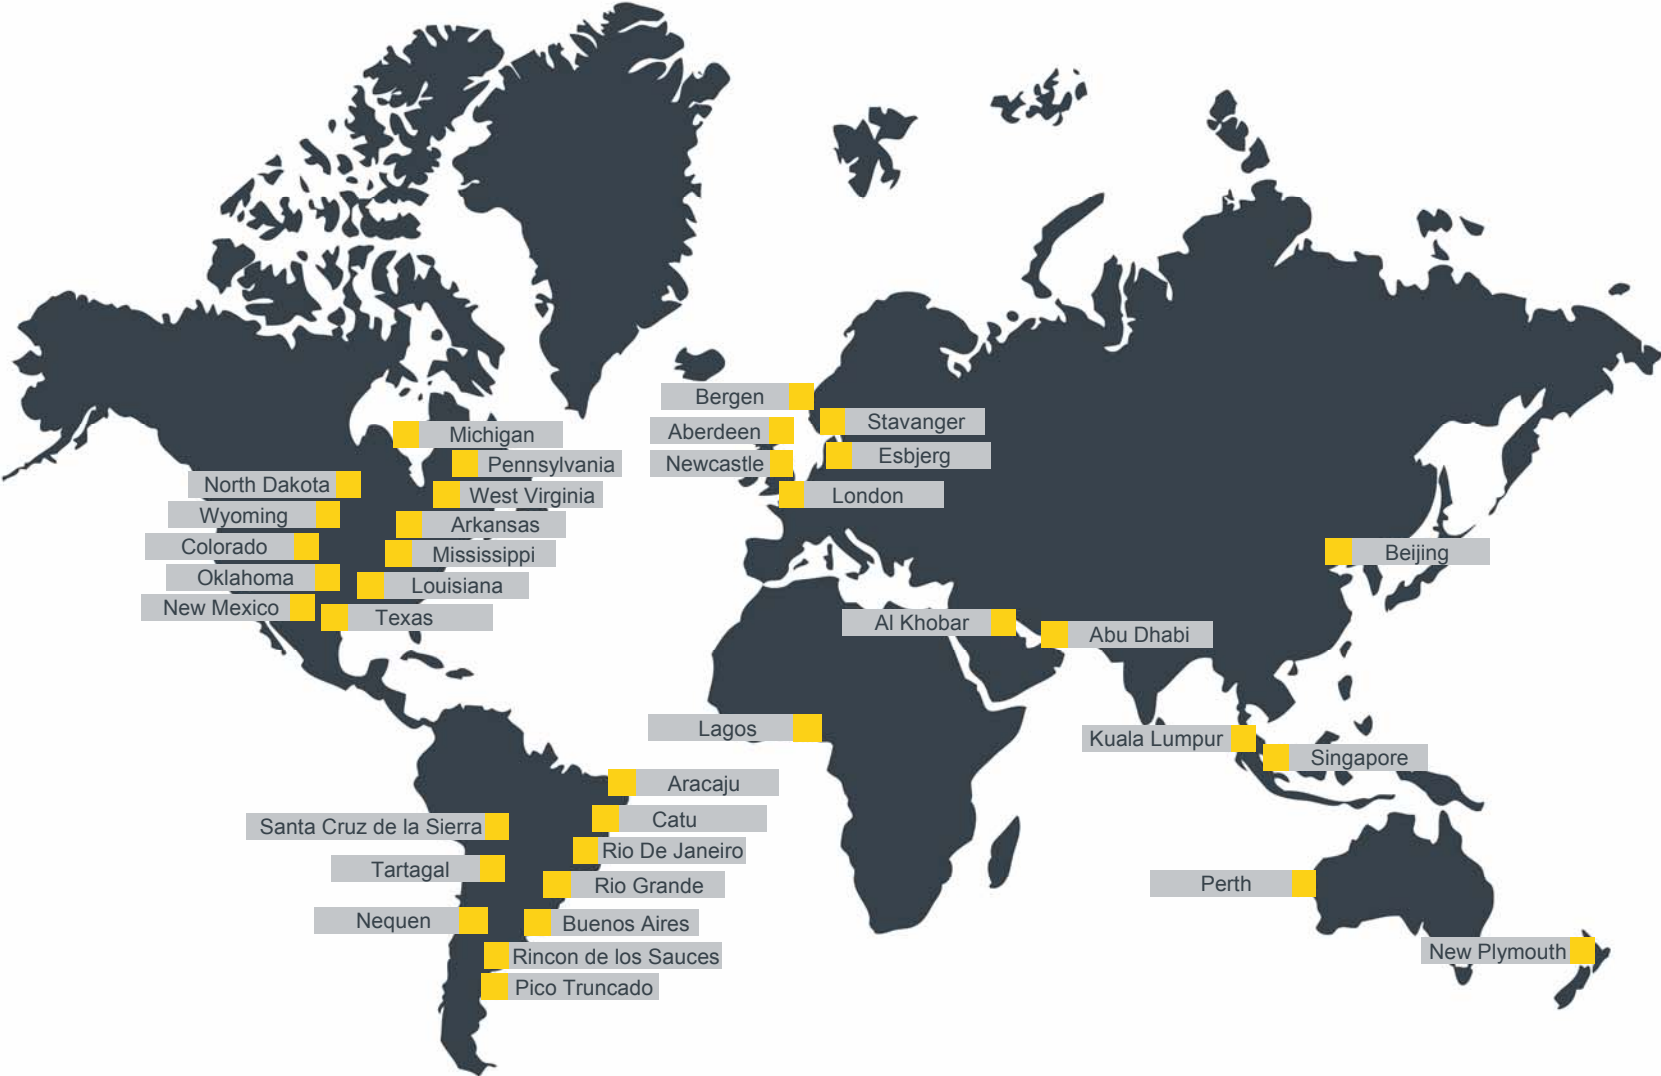 Bergen
Stavanger
Aberdeen
Michigan
Esbjerg
Newcastle
Pennsylvania
North Dakota
West Virginia
London
Wyoming
Arkansas
Colorado
Mississippi
Beijing
Oklahoma
Louisiana
New Mexico
Texas
Al Khobar
Abu Dhabi
Lagos
Kuala Lumpur
Singapore
Aracaju
Catu
Santa Cruz de la Sierra
Rio De Janeiro
Tartagal
Rio Grande
Perth
Nequen
Buenos Aires
New Plymouth
Rincon de los Sauces
Pico Truncado